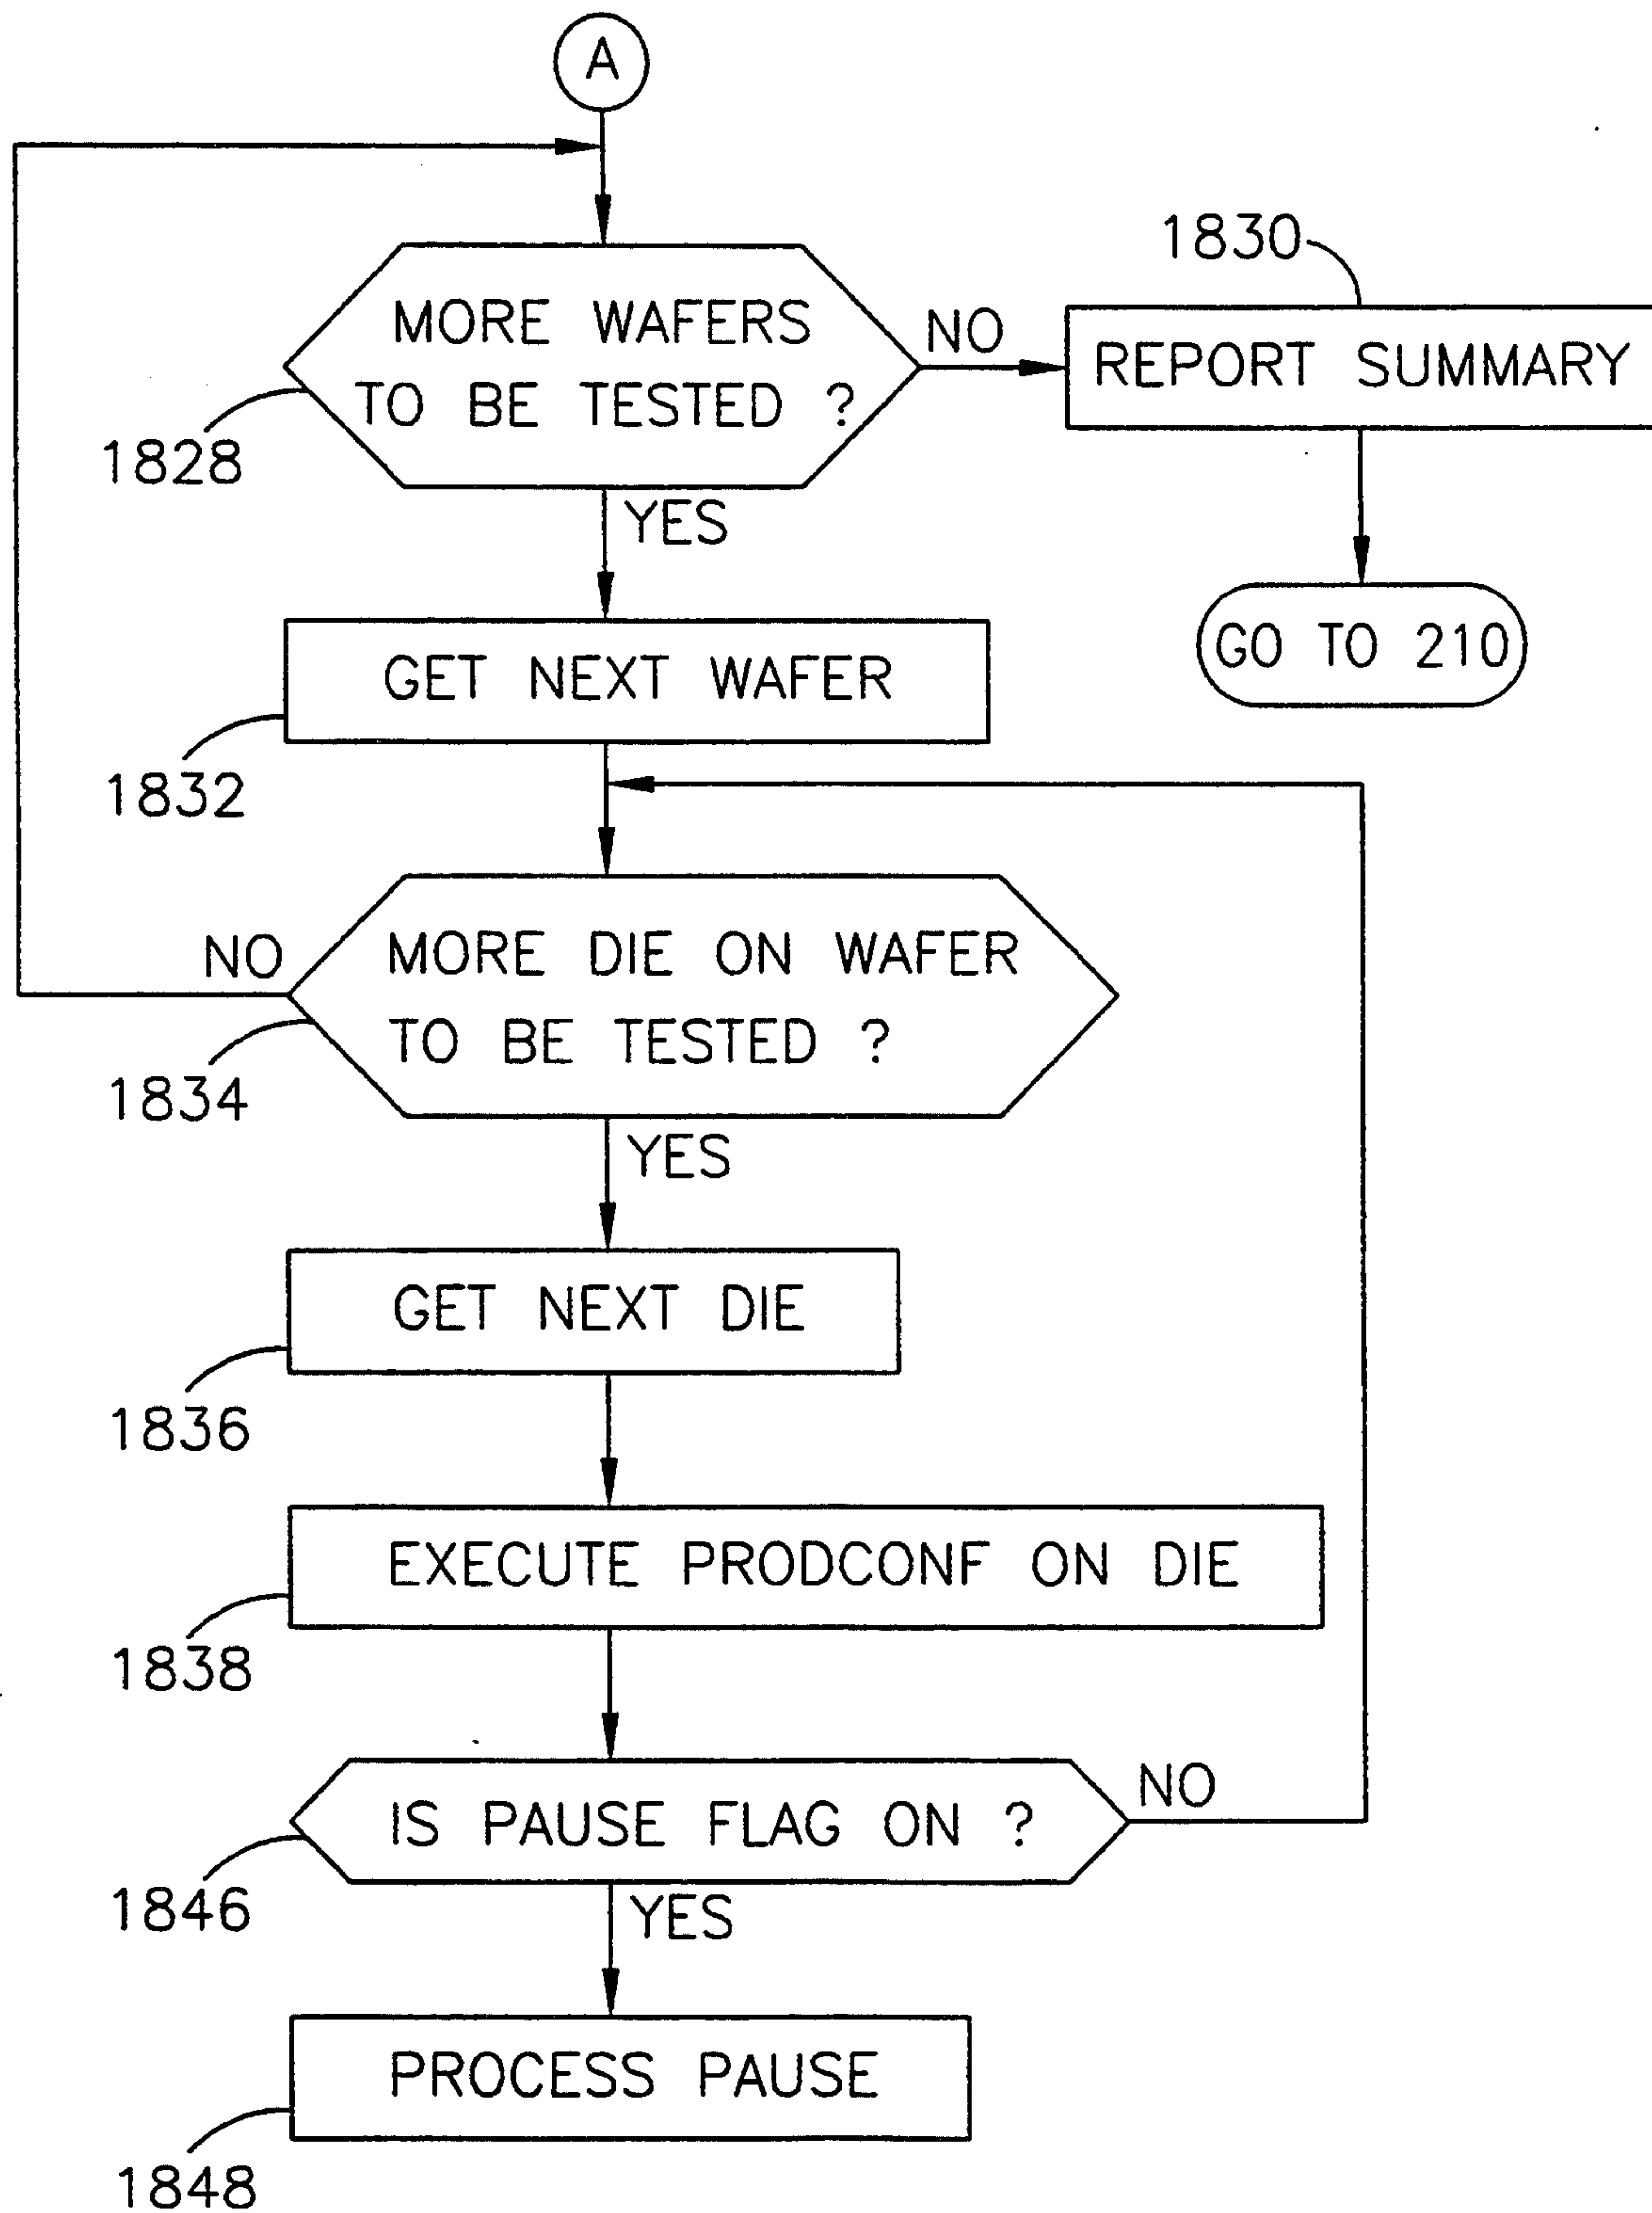 A
1830
MORE WAFERS
TO BE TESTED ?
NO
REPORT SUMMARY
1828
YES
GO TO 210
GET NEXT WAFER
1832
NO
MORE DIE ON WAFER
TO BE TESTED ?
1834
YES
GET NEXT DIE
1836
EXECUTE PRODCONF ON DIE
1838
NO
IS PAUSE FLAG ON ?
1846
YES
PROCESS PAUSE
1848